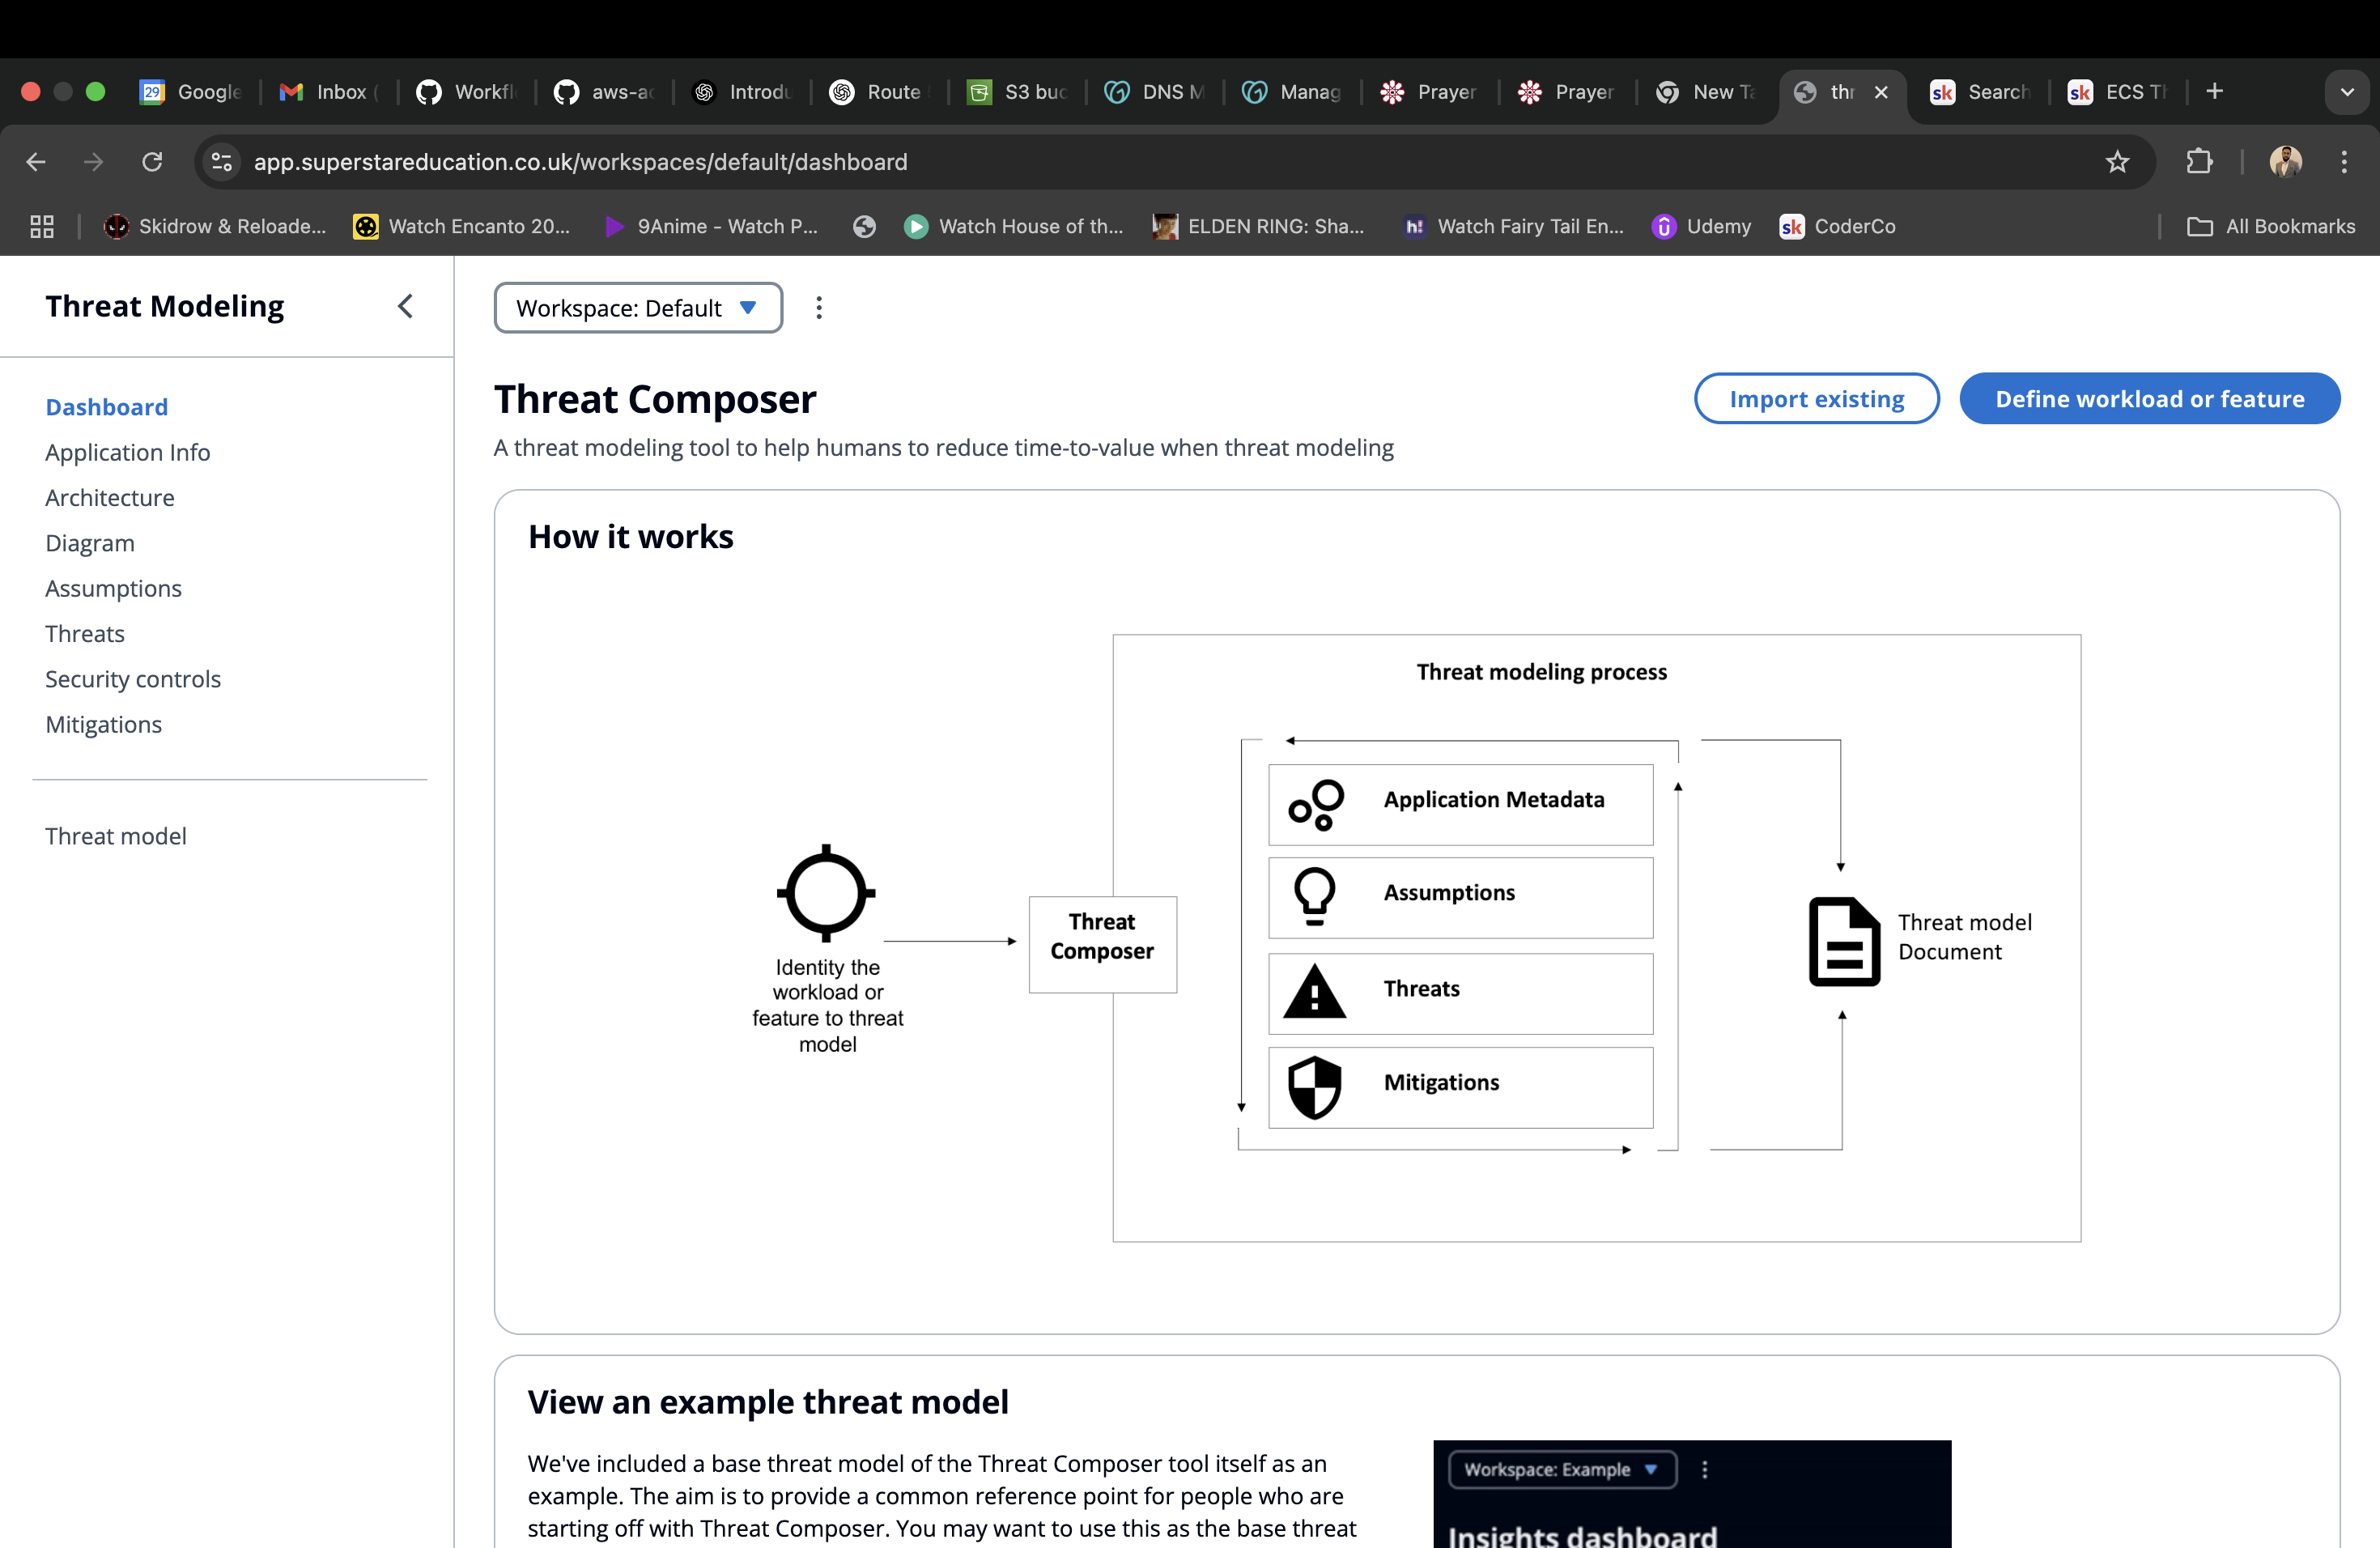 29 Google
Inbox (
Workfl
aws-ac
Introdu
Route
S3 buc
DNS M
Manag
Prayer
Prayer
New Ta
thr
sk Search
sk ECS Th
app.superstareducation.co.uk/workspaces/default/dashboard
Skidrow & Reloade...
Watch Encanto 20...
9Anime - Watch P...
Watch House of th...
ELDEN RING: Sha...
h! Watch Fairy Tail En...
Udemy
sk CoderCo
All Bookmarks
Threat Modeling
Dashboard
Application Info
Architecture
Diagram
Assumptions
Threats
Security controls
Mitigations
Threat model
Workspace: Default
Threat Composer
A threat modeling tool to help humans to reduce time-to-value when threat modeling
Import existing
Define workload or feature
How it works
Identity the
workload or
feature to threat
model
Threat
Composer
Threat modeling process
Application Metadata
Assumptions
Threats
Mitigations
Threat model
Document
View an example threat model
We've included a base threat model of the Threat Composer tool itself as an
example. The aim is to provide a common reference point for people who are
starting off with Threat Composer. You may want to use this as the base threat
Workspace: Example
Insights dashboard